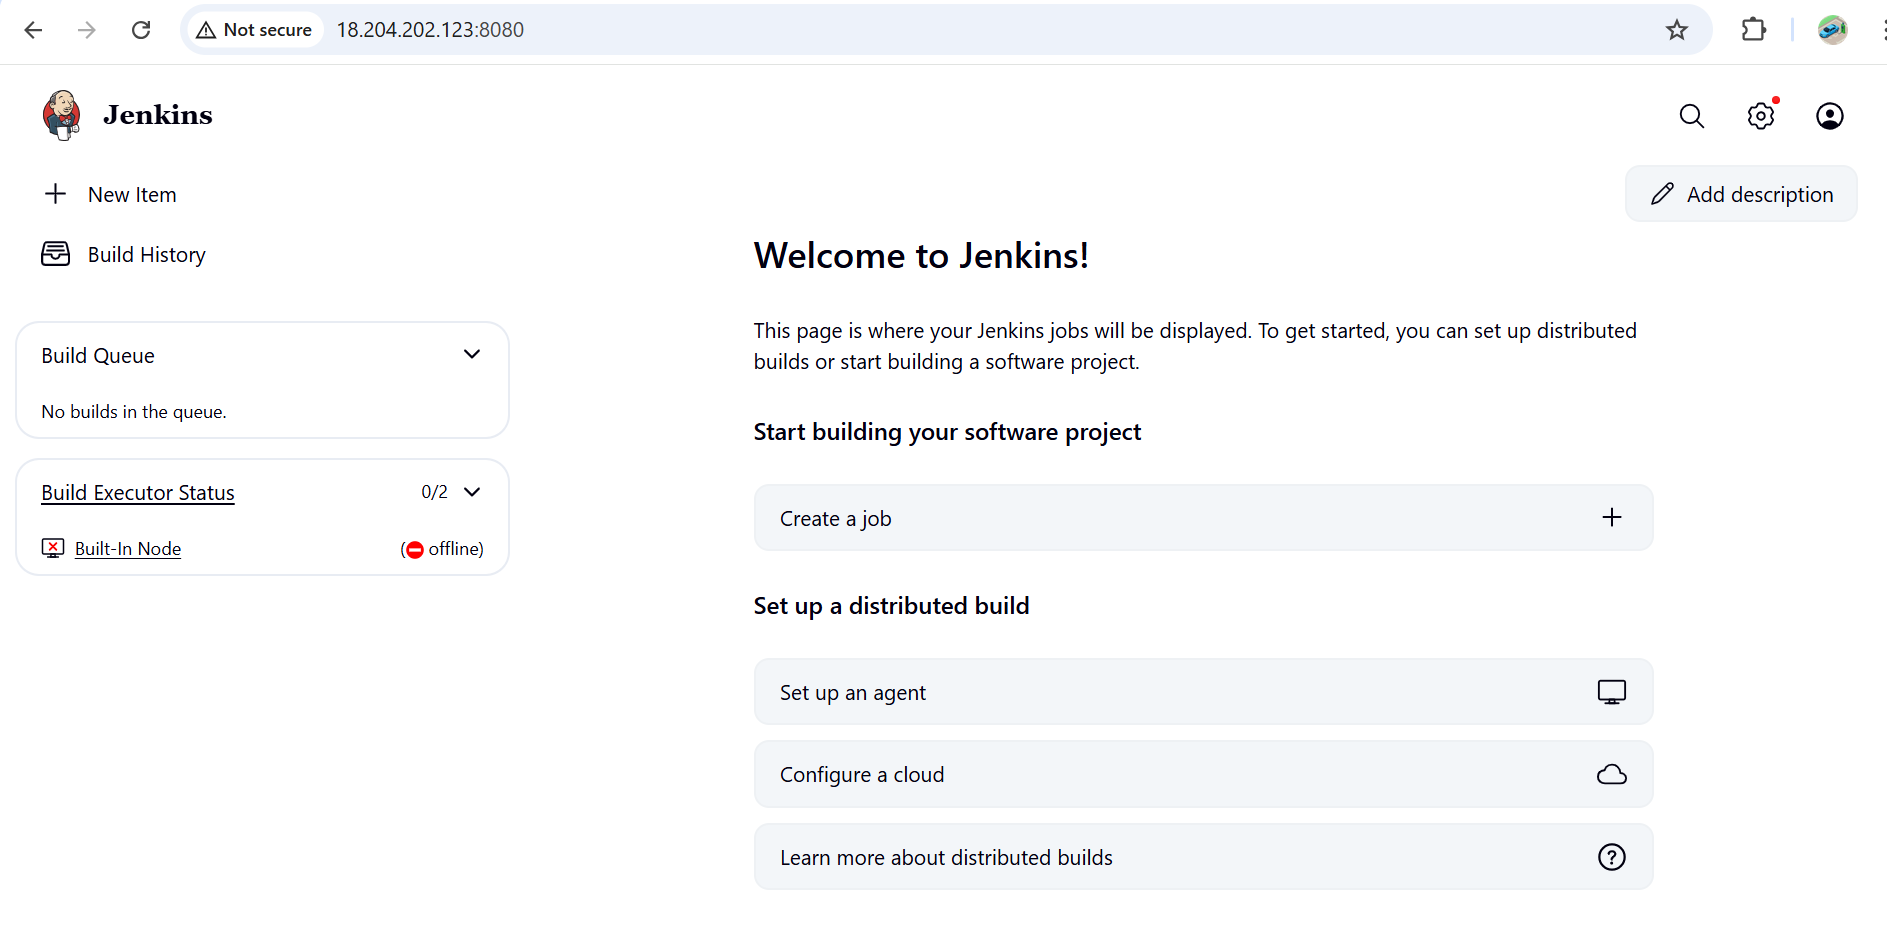 Not secure
18.204.202.123:8080
Jenkins
New Item
Build History
Add description
Build Queue
No builds in the queue.
Build Executor Status
0/2
Built-In Node
(offline)
Welcome to Jenkins!
This page is where your Jenkins jobs will be displayed. To get started, you can set up distributed
builds or start building a software project.
Start building your software project
Create a job
Set up a distributed build
Set up an agent
Configure a cloud
Learn more about distributed builds